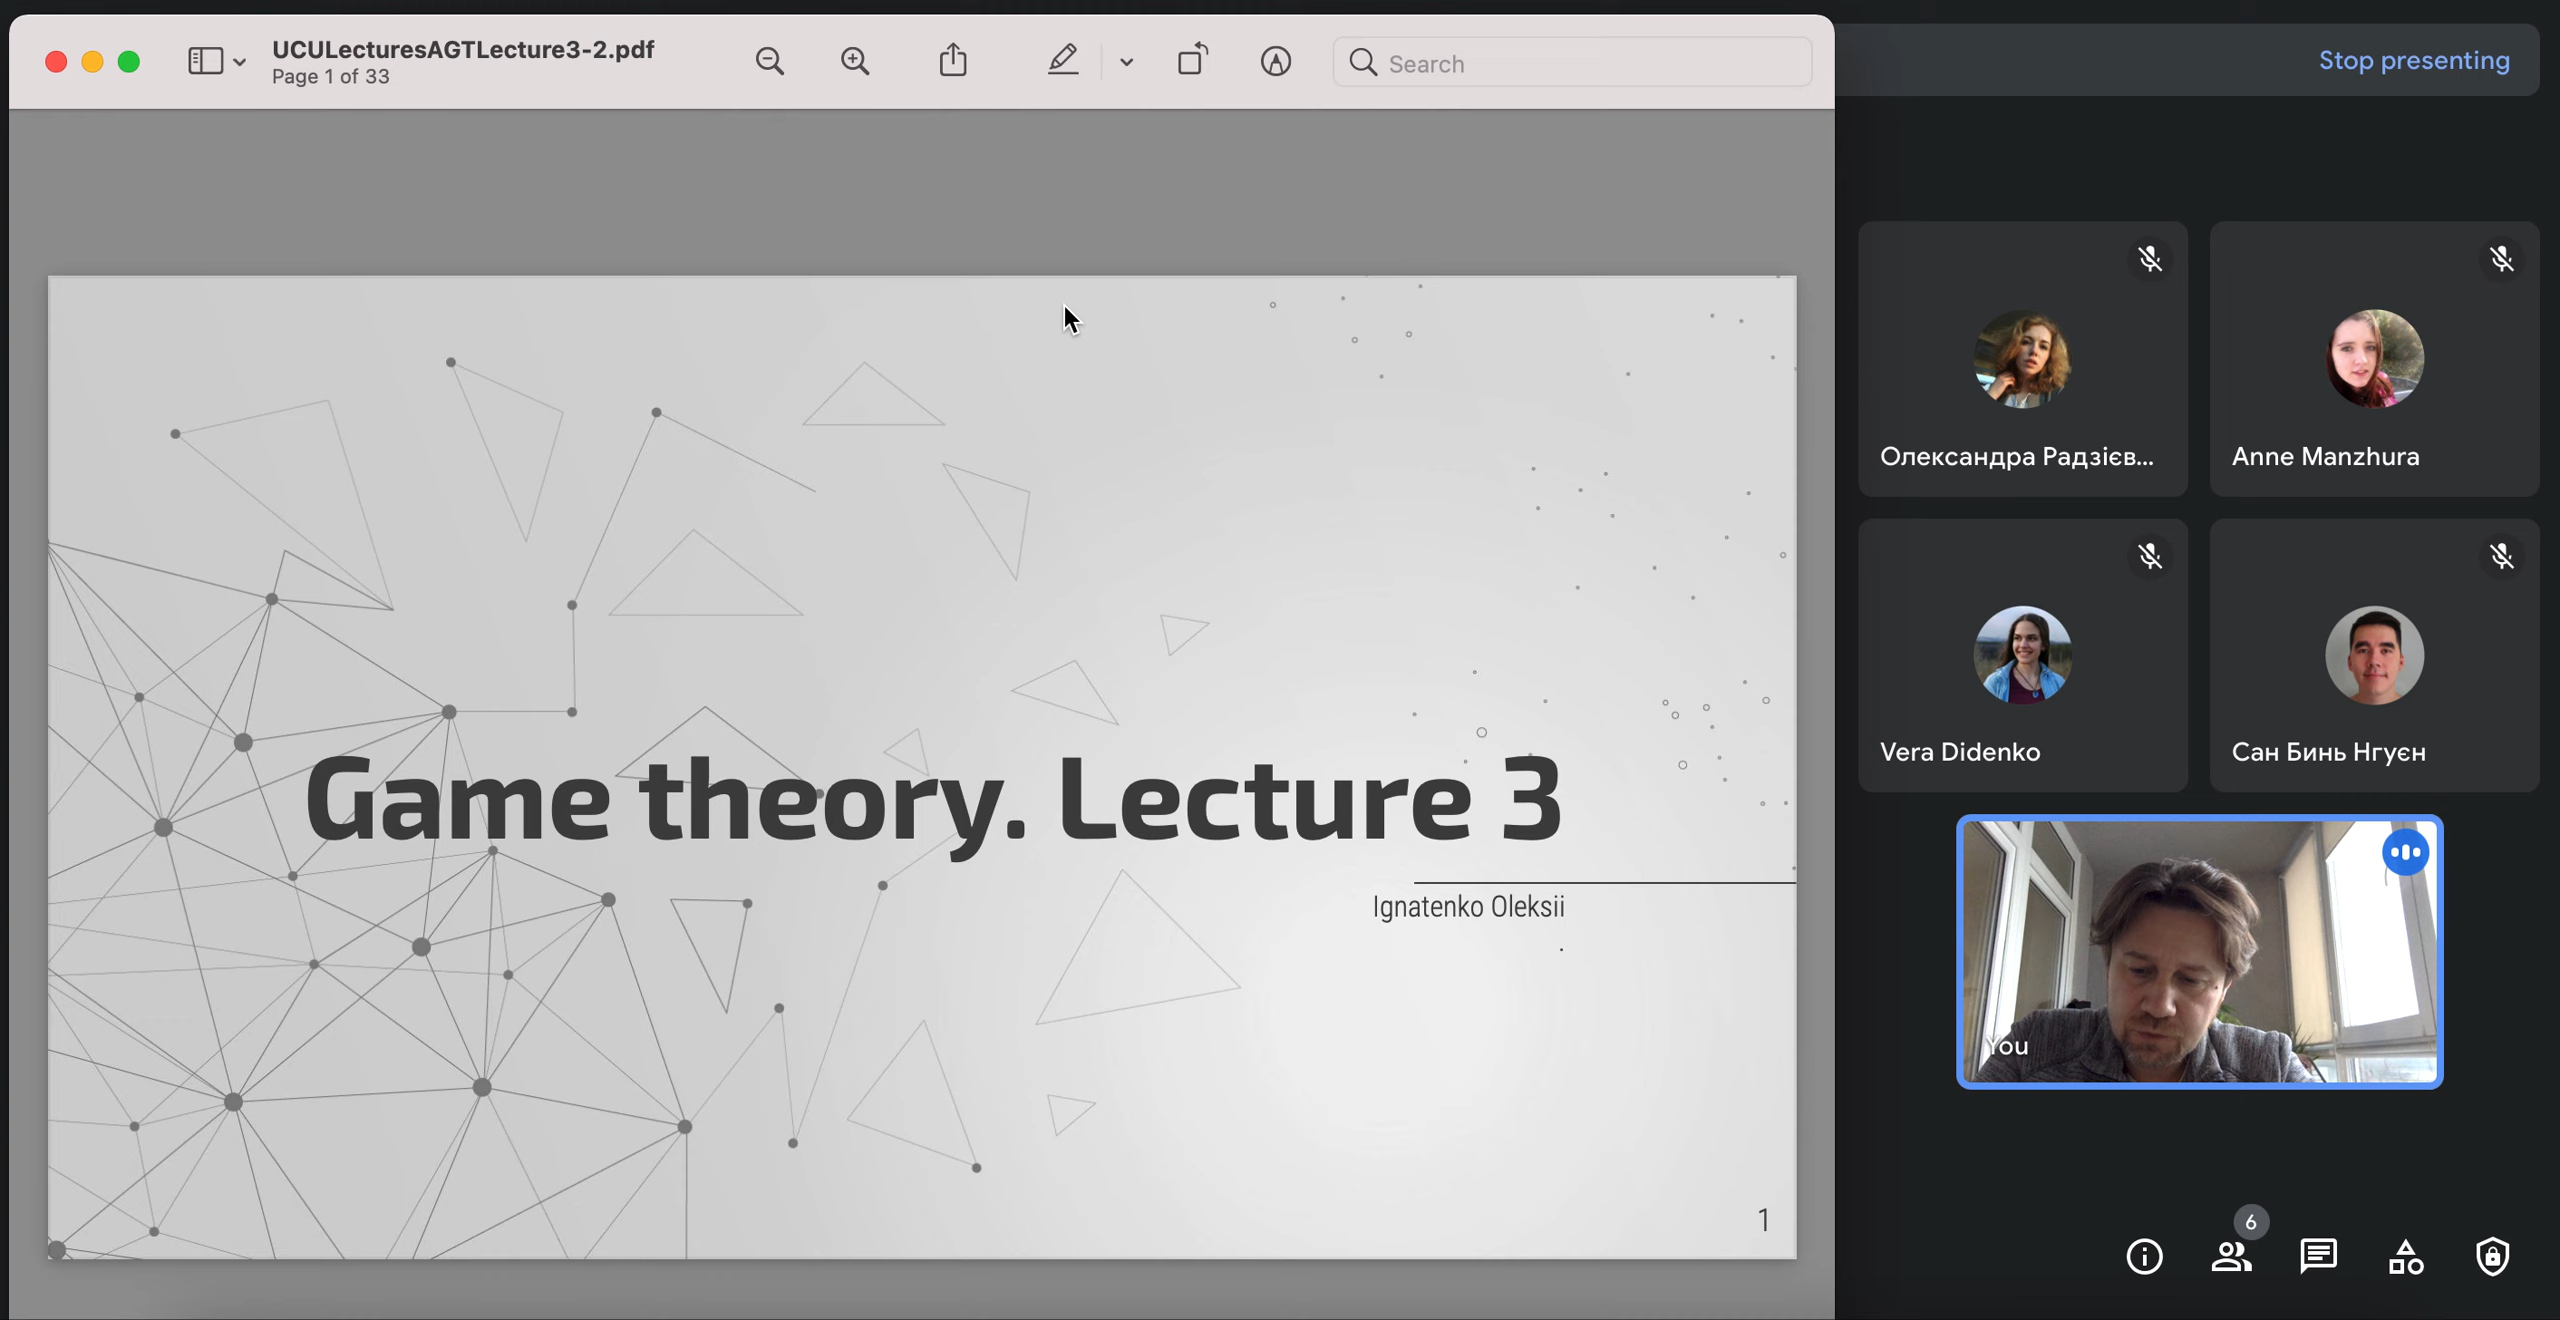 UCULecturesAGTLecture3-2.pdf
Page 1 of 33
Search
Stop presenting
Game theory. Lecture 3
Ignatenko Oleksii
.
1
Олександра Радзієв...
Anne Manzhura
Vera Didenko
Сан Бинь Нгуєн
You
6